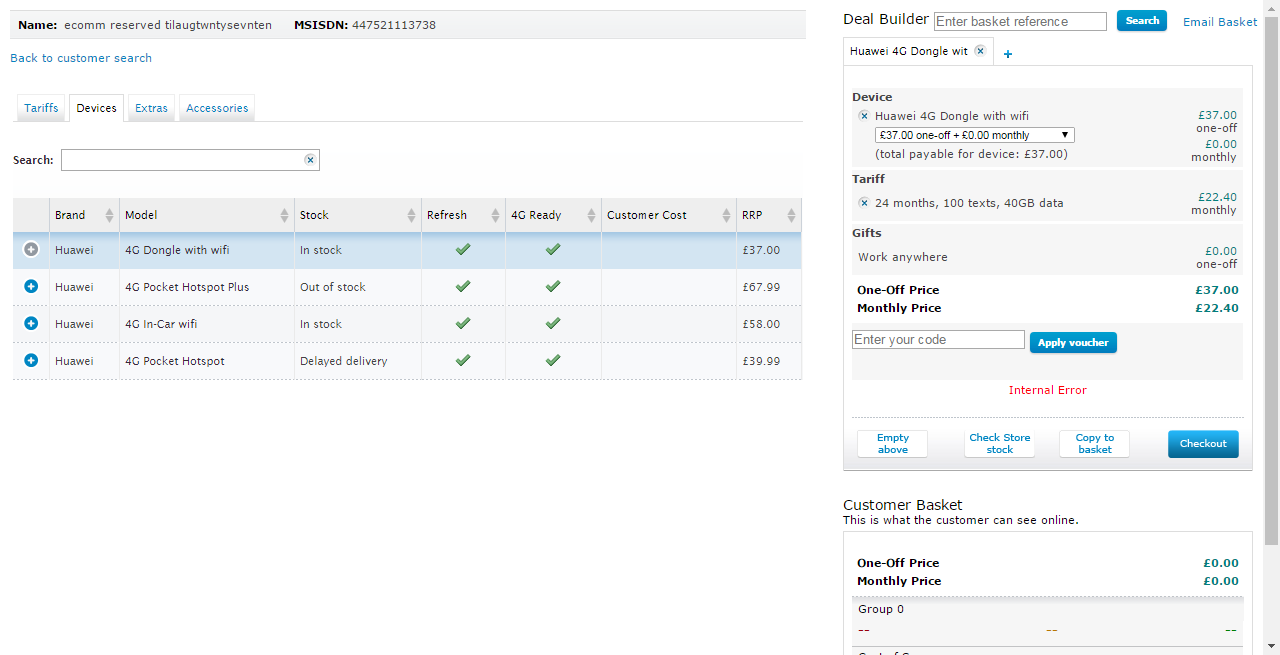 Name: ecomm reserved tilaugtwntysevnten MSISDN: 447521113738
Back to customer search
Tariffs Devices Extras Accessories
Search:
Brand Model Stock Refresh 4G Ready Customer Cost RRP
Huawei 4G Dongle with wifi In stock £37.00
Huawei 4G Pocket Hotspot Plus Out of stock £67.99
Huawei 4G In-Car wifi In stock £58.00
Huawei 4G Pocket Hotspot Delayed delivery £39.99
Deal Builder Enter basket reference Search Email Basket
Huawei 4G Dongle wit
Device
Huawei 4G Dongle with wifi £37.00
one-off
£37.00 one-off + £0.00 monthly
£0.00
monthly
(total payable for device: £37.00)
Tariff
24 months, 100 texts, 40GB data £22.40
monthly
Gifts
Work anywhere £0.00
one-off
One-Off Price £37.00
Monthly Price £22.40
Enter your code Apply voucher
Internal Error
Empty above Check Store stock Copy to basket Checkout
Customer Basket
This is what the customer can see online.
One-Off Price £0.00
Monthly Price £0.00
Group 0
-- -- --